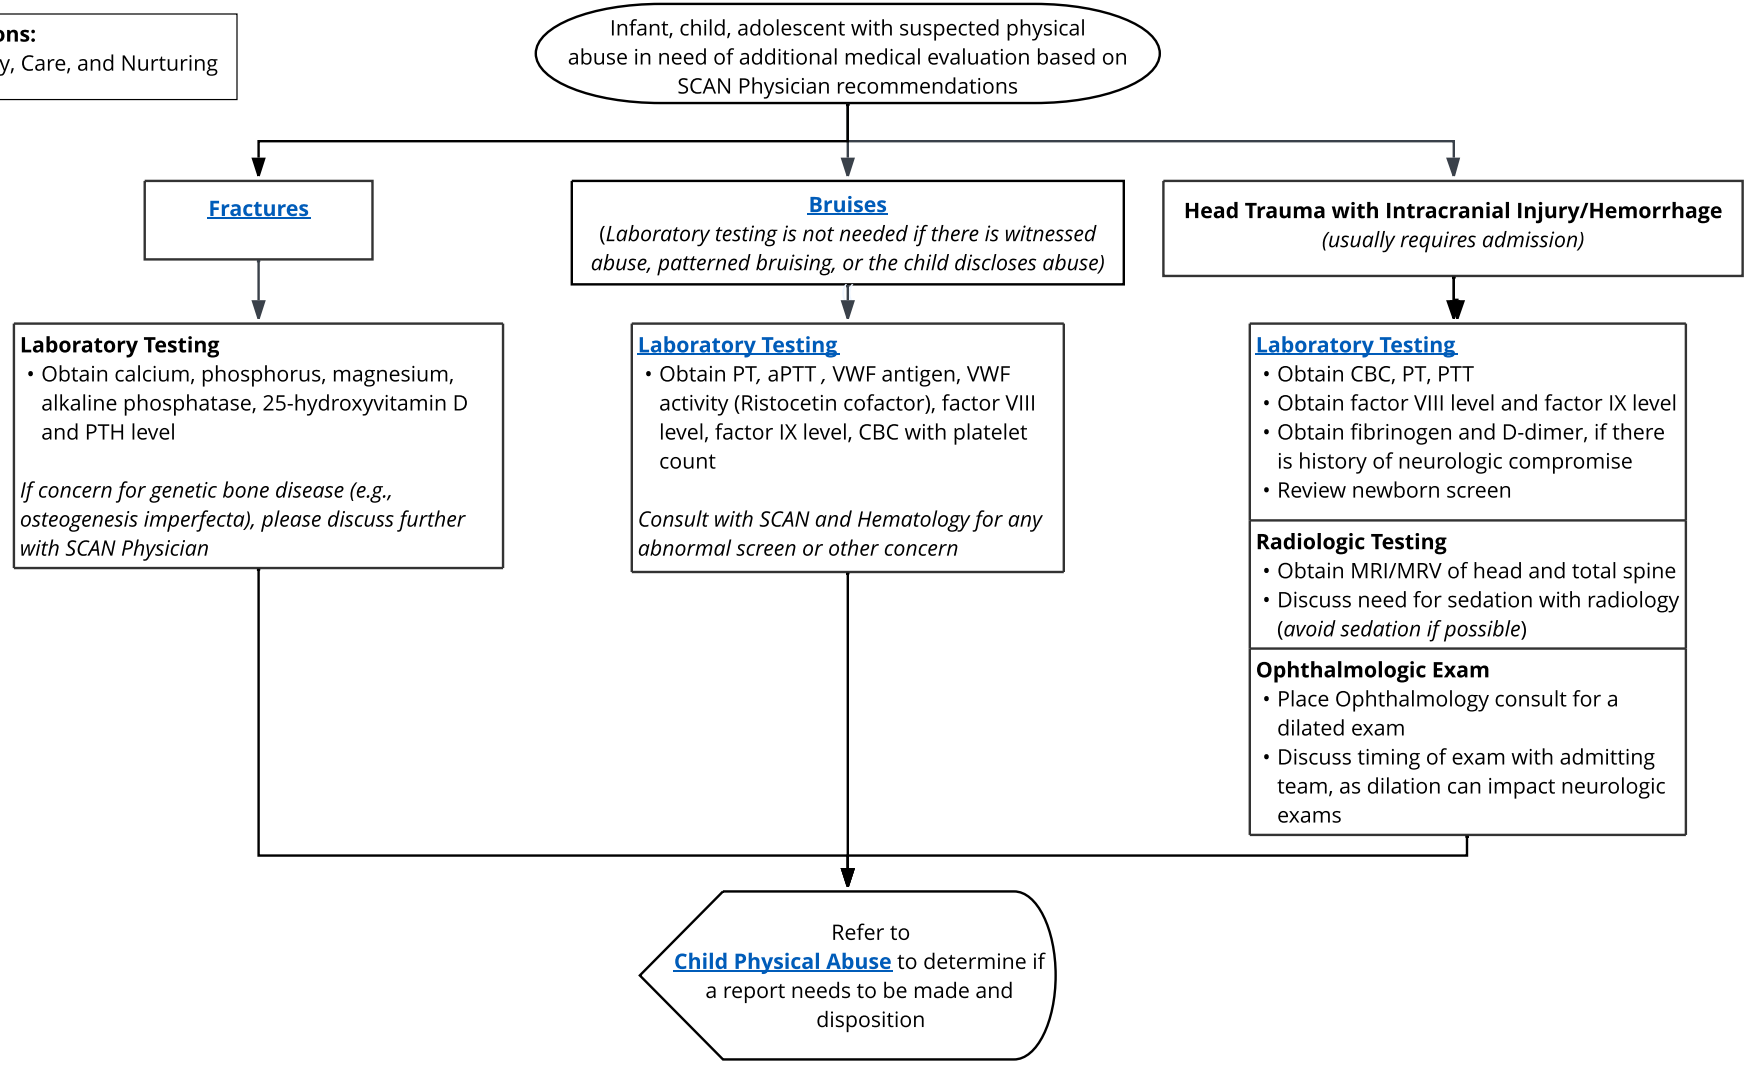 ons:
y, Care, and Nurturing
Infant, child, adolescent with suspected physical
abuse in need of additional medical evaluation based on
SCAN Physician recommendations
Fractures
Bruises
(Laboratory testing is not needed if there is witnessed
abuse, patterned bruising, or the child discloses abuse)
Head Trauma with Intracranial Injury/Hemorrhage
(usually requires admission)
Laboratory Testing
• Obtain calcium, phosphorus, magnesium,
alkaline phosphatase, 25-hydroxyvitamin D
and PTH level
If concern for genetic bone disease (e.g.,
osteogenesis imperfecta), please discuss further
with SCAN Physician
Laboratory Testing
• Obtain PT, aPTT , VWF antigen, VWF
activity (Ristocetin cofactor), factor VIII
level, factor IX level, CBC with platelet
count
Consult with SCAN and Hematology for any
abnormal screen or other concern
Laboratory Testing
• Obtain CBC, PT, PTT
• Obtain factor VIII level and factor IX level
• Obtain fibrinogen and D-dimer, if there
is history of neurologic compromise
• Review newborn screen
Radiologic Testing
• Obtain MRI/MRV of head and total spine
• Discuss need for sedation with radiology
(avoid sedation if possible)
Ophthalmologic Exam
• Place Ophthalmology consult for a
dilated exam
• Discuss timing of exam with admitting
team, as dilation can impact neurologic
exams
Refer to
Child Physical Abuse to determine if
a report needs to be made and
disposition